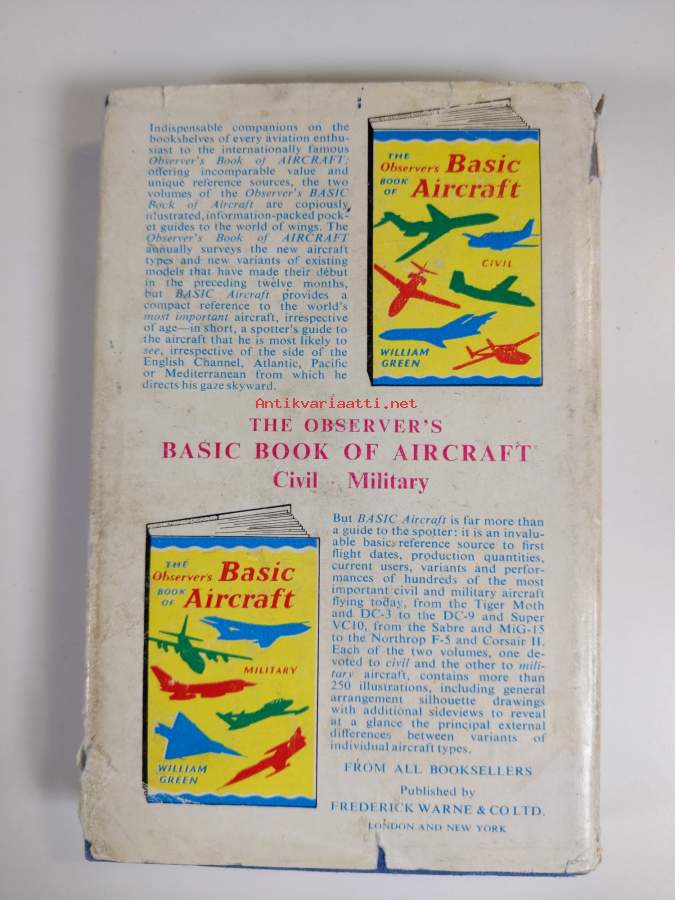 Indispensable companions on the
bookshelves of every aviation enthu-
siast to the internationally famous
Observer's Book of AIRCRAFT,
offering incomparable value and
unique reference sources, the two
volumes of the Observer's BASIC
Book of Aircraft are copiously
illustrated, information-packed pock-
et guides to the world of wings. The
Observer's Book of AIRCRAFT
annually surveys the new aircraft
types and new variants of existing
models that have made their début
in the preceding twelve months,
but BASIC Aircraft provides a
compact reference to the world's
most important aircraft, irrespective
of age—in short, a spotter's guide to
the aircraft that he is most likely to
see, irrespective of the side of the
English Channel, Atlantic, Pacific
or Mediterranean from which he
directs his gaze skyward.
THE
Observer's Basic
BOOK
OF Aircraft
CIVIL
WILLIAM
GREEN
Antikvariaatti.net
THE OBSERVER'S
BASIC BOOK OF AIRCRAFT
Civil · Military
THE
Observer's Basic
BOOK
OF Aircraft
MILITARY
WILLIAM
GREEN
But BASIC Aircraft is far more than
a guide to the spotter: it is an invalu-
able basic reference source to first
flight dates, production quantities,
current users, variants and perfor-
mances of hundreds of the most
important civil and military aircraft
flying today, from the Tiger Moth
and DC-3 to the DC-9 and Super
VC10, from the Sabre and MiG-15
to the Northrop F-5 and Corsair II.
Each of the two volumes, one de-
voted to civil and the other to mili-
tary aircraft, contains more than
250 illustrations, including general
arrangement silhouette drawings
with additional sideviews to reveal
at a glance the principal external
differences between variants of
individual aircraft types.
FROM ALL BOOKSELLERS
Published by
FREDERICK WARNE & CO LTD.
LONDON AND NEW YORK